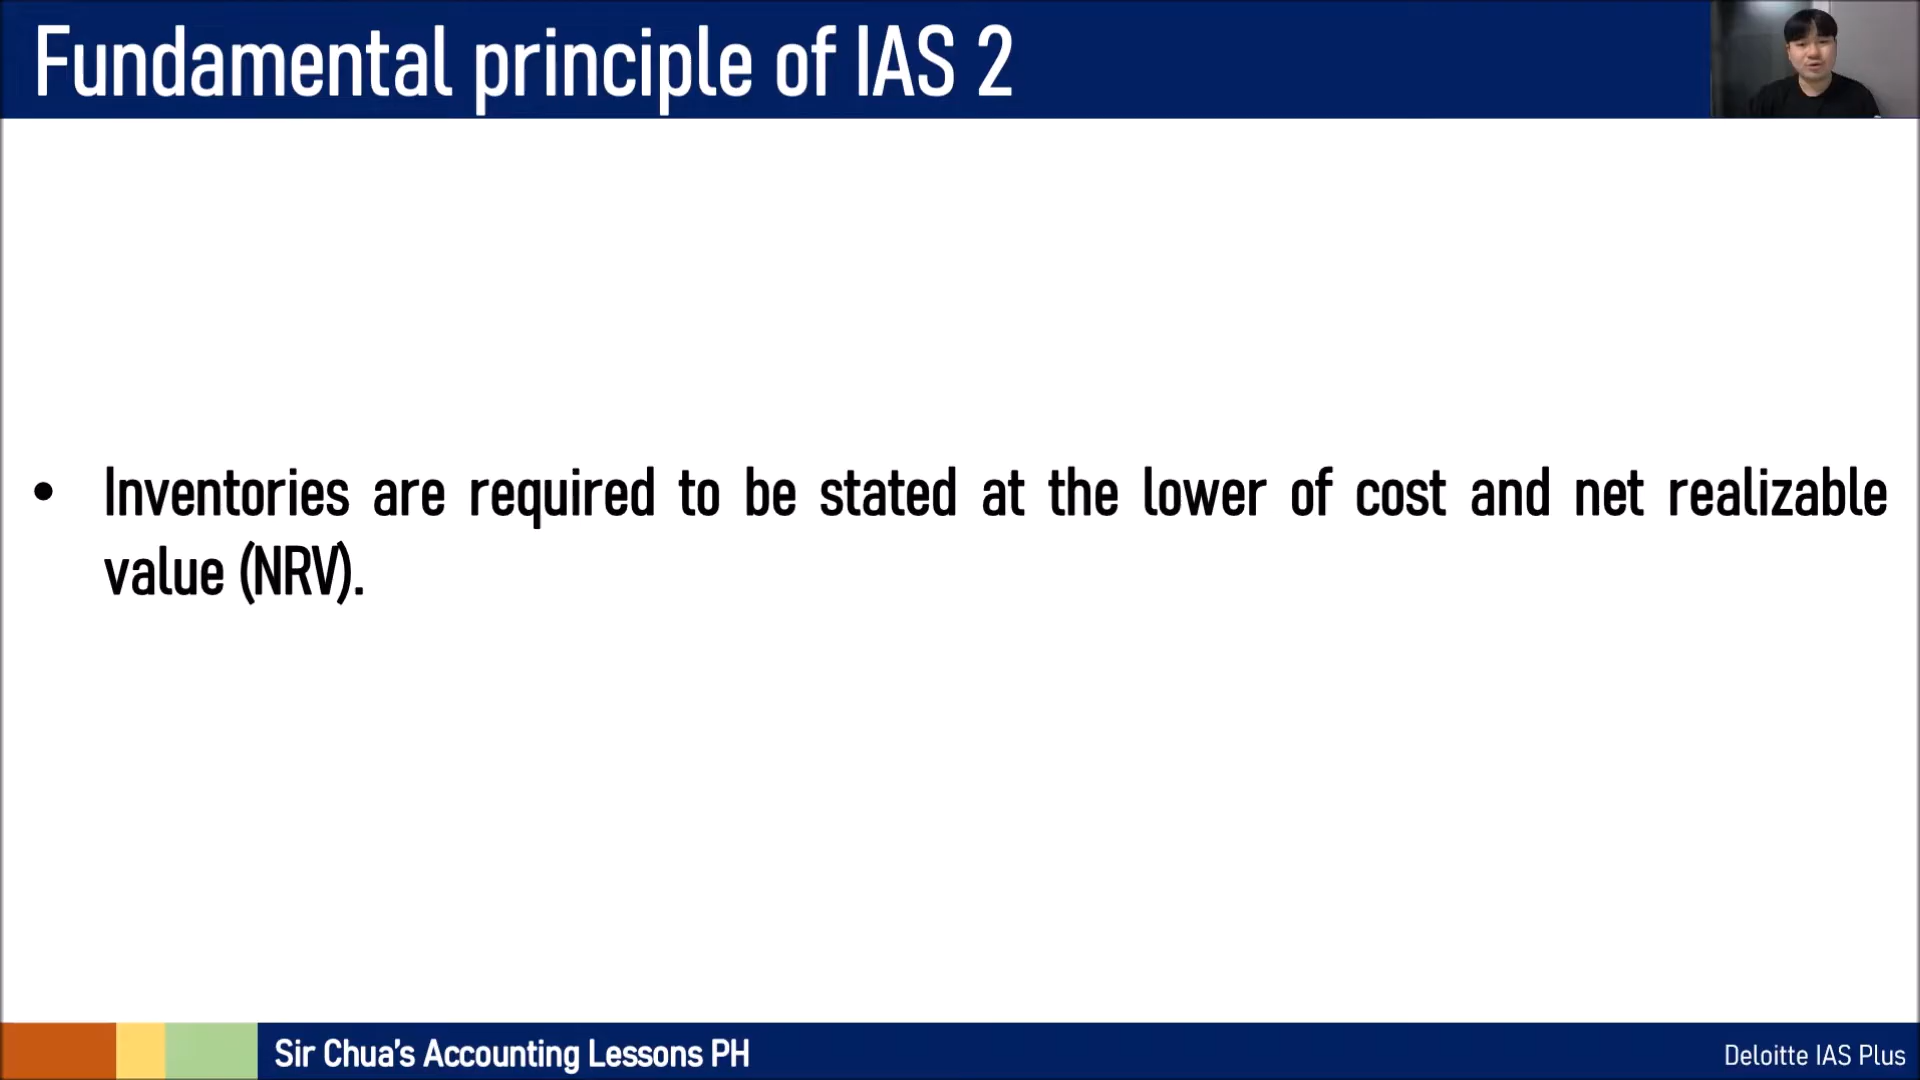 Fundamental principle of IAS 2
• Inventories are required to be stated at the lower of cost and net realizable
value (NRV).
Sir Chua's Accounting Lessons PH
Deloitte IAS Plus